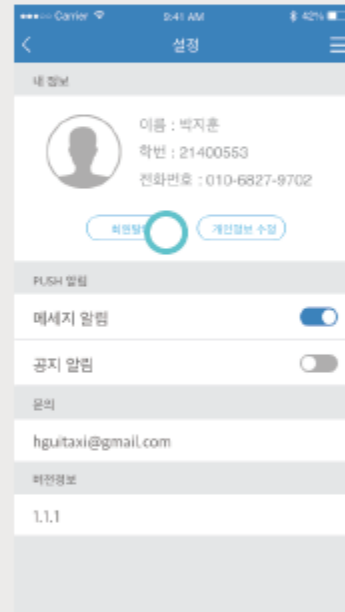 Carrier 9:41 AM 42%
설정
내 정보
이름 : 박지훈
학번 : 21400553
전화번호 : 010-6827-9702
회원탈 개인정보 수정
PUSH 알림
메세지 알림
공지 알림
문의
hguitaxi@gmail.com
버전정보
1.1.1